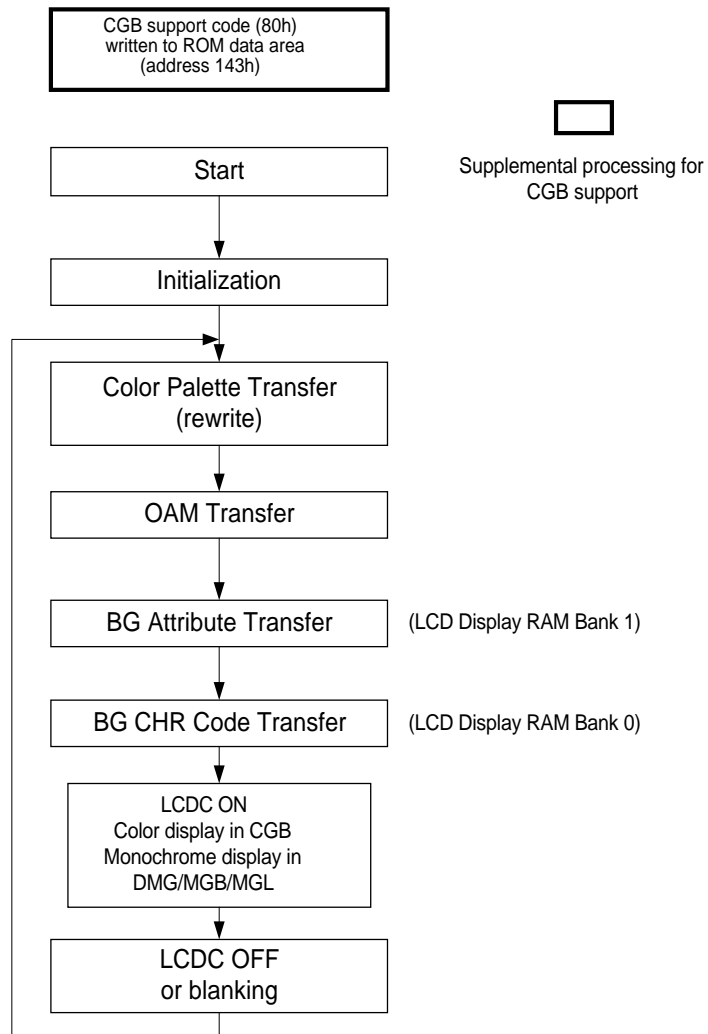 CGB support code (80h)
written to ROM data area
(address 143h)
Supplemental processing for
CGB support
Start
Initialization
Color Palette Transfer
(rewrite)
OAM Transfer
BG Attribute Transfer
(LCD Display RAM Bank 1)
BG CHR Code Transfer
(LCD Display RAM Bank 0)
LCDC ON
Color display in CGB
Monochrome display in
DMG/MGB/MGL
LCDC OFF
or blanking